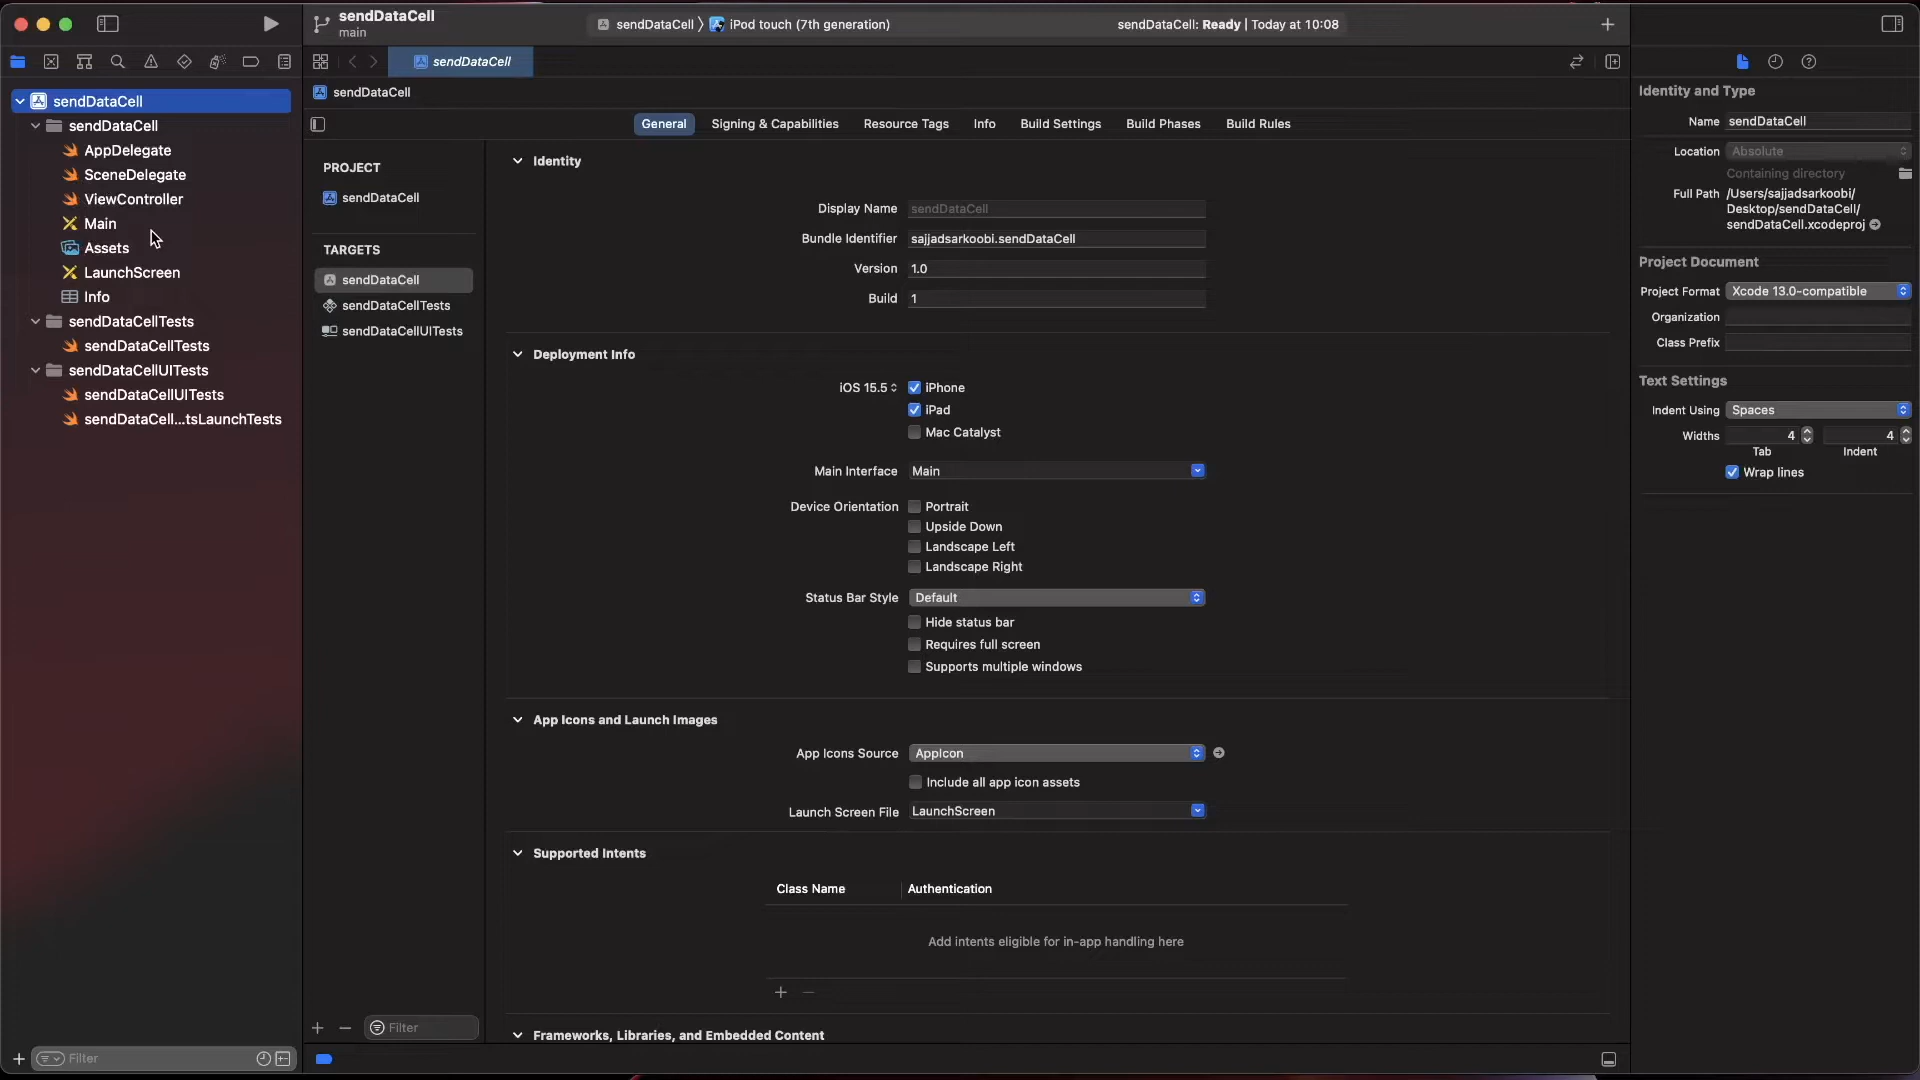 sendDataCell
main
sendDataCell
iPod touch (7th generation)
sendDataCell: Ready | Today at 10:08
sendDataCell
sendDataCell
sendDataCell
sendDataCell
AppDelegate
SceneDelegate
ViewController
Main
Assets
LaunchScreen
Info
sendDataCellTests
sendDataCellTests
sendDataCellUITests
sendDataCellUITests
sendDataCell...tsLaunchTests
Filter
General
Signing & Capabilities
Resource Tags
Info
Build Settings
Build Phases
Build Rules
PROJECT
sendDataCell
TARGETS
sendDataCell
sendDataCellTests
sendDataCellUITests
Filter
Identity
Display Name sendDataCell
Bundle Identifier sajjadsarkoobi.sendDataCell
Version 1.0
Build 1
Deployment Info
iOS 15.5 iPhone
iPad
Mac Catalyst
Main Interface Main
Device Orientation Portrait
Upside Down
Landscape Left
Landscape Right
Status Bar Style Default
Hide status bar
Requires full screen
Supports multiple windows
App Icons and Launch Images
App Icons Source AppIcon
Include all app icon assets
Launch Screen File LaunchScreen
Supported Intents
Class Name Authentication
Add intents eligible for in-app handling here
Frameworks, Libraries, and Embedded Content
Identity and Type
Name sendDataCell
Location Absolute
Containing directory
Full Path /Users/sajjadsarkoobi/
Desktop/sendDataCell/
sendDataCell.xcodeproj
Project Document
Project Format Xcode 13.0-compatible
Organization
Class Prefix
Text Settings
Indent Using Spaces
Widths 4 4
Tab Indent
Wrap lines